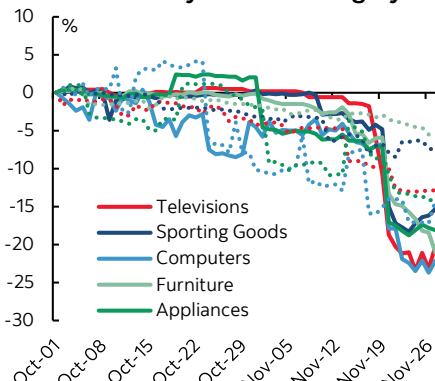 %
10
5
0
-5
-10
-15
-20
-25
-30
Televisions
Sporting Goods
Computers
Furniture
Appliances
Oct-01
Oct-08
Oct-15
Oct-22
Oct-29
Nov-05
Nov-12
Nov-19
Nov-26